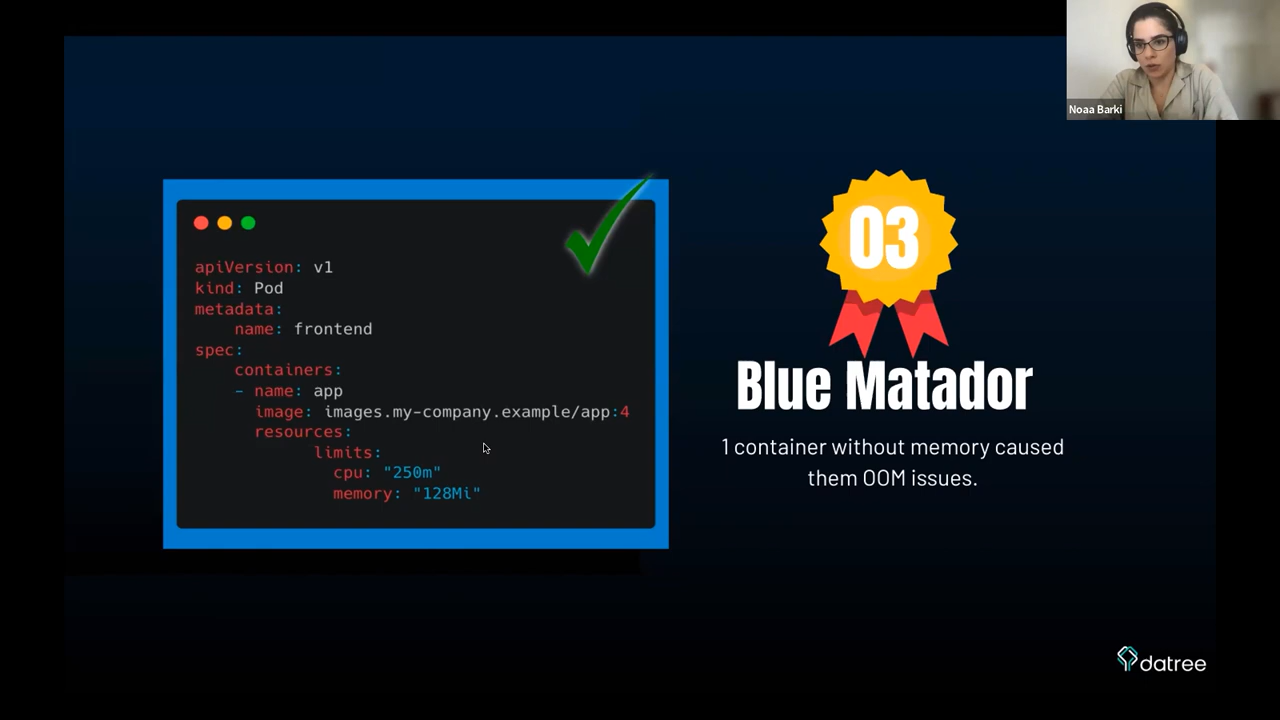 Noaa Barki
apiVersion: v1
kind: Pod
metadata:
    name: frontend
spec:
    containers:
    - name: app
      image: images.my-company.example/app:4
      resources:
            limits:
              cpu: "250m"
              memory: "128Mi"
03
Blue Matador
1 container without memory caused
them OOM issues.
datree